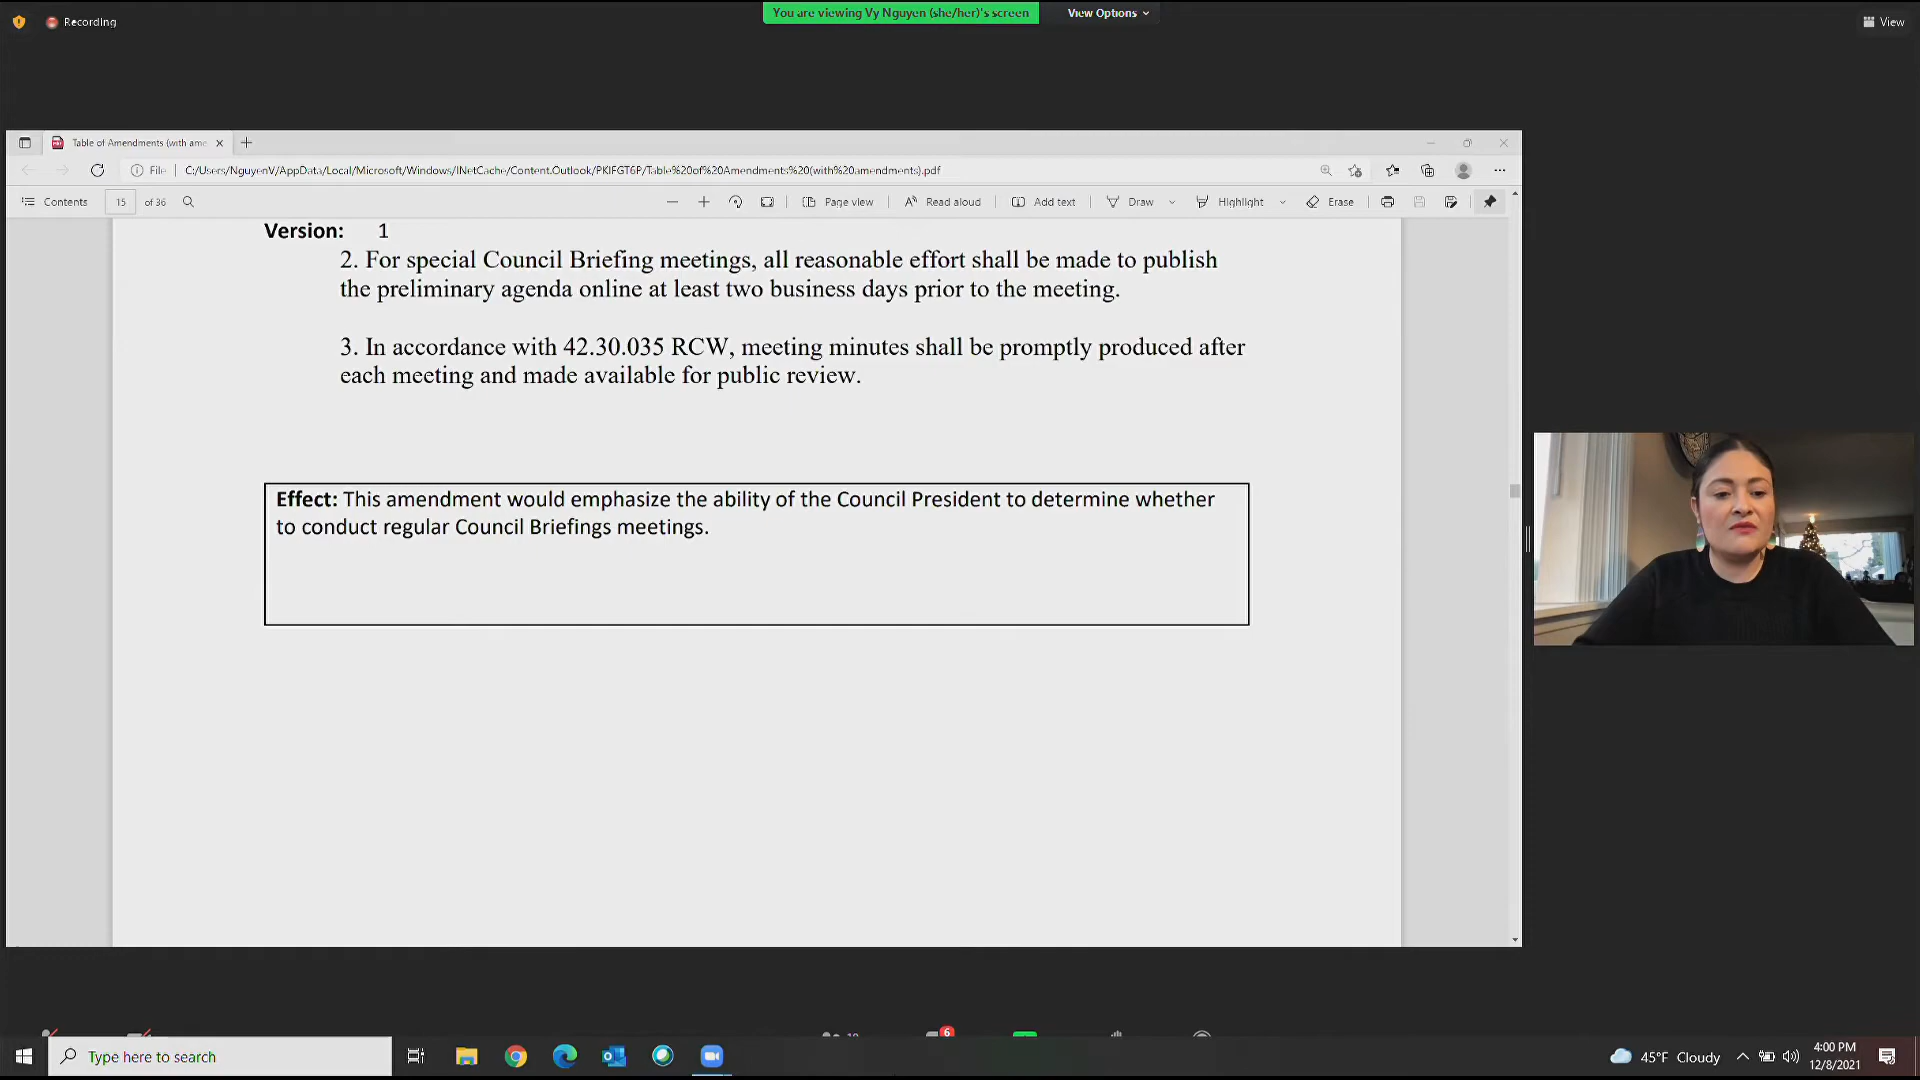 Recording
You are viewing Vy Nguyen (she/her)'s screen
View Options
View
Table of Amendments (with ame
File
C:/Users/NguyenV/AppData/Local/Microsoft/Windows/INetCache/Content.Outlook/PKIFGT6P/Table%20of%20Amendments%20(with%20amendments).pdf
Contents
15 of 36
Page view
Read aloud
Add text
Draw
Highlight
Erase
Version: 1
2. For special Council Briefing meetings, all reasonable effort shall be made to publish
the preliminary agenda online at least two business days prior to the meeting.
3. In accordance with 42.30.035 RCW, meeting minutes shall be promptly produced after
each meeting and made available for public review.
Effect: This amendment would emphasize the ability of the Council President to determine whether
to conduct regular Council Briefings meetings.
6
Type here to search
45°F Cloudy
4:00 PM
12/8/2021